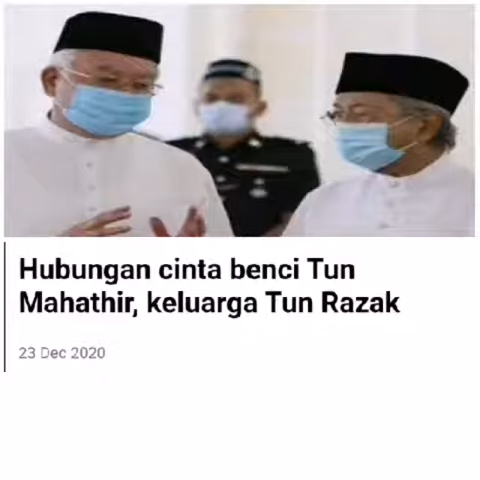 Hubungan cinta benci Tun
Mahathir, keluarga Tun Razak
23 Dec 2020